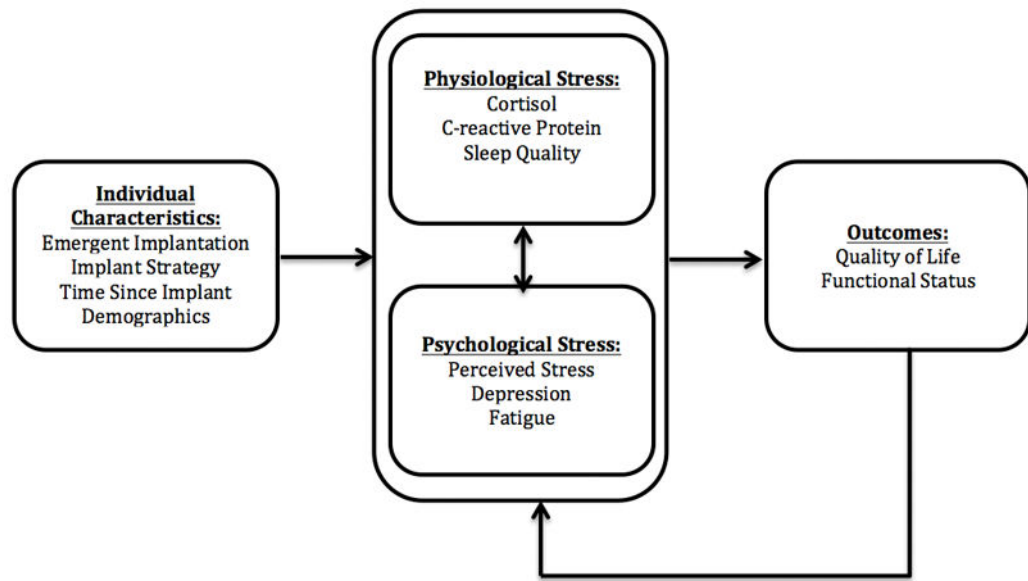 Individual
Characteristics:
Emergent Implantation
Implant Strategy
Time Since Implant
Demographics
Physiological Stress:
Cortisol
C-reactive Protein
Sleep Quality
Psychological Stress:
Perceived Stress
Depression
Fatigue
Outcomes:
Quality of Life
Functional Status